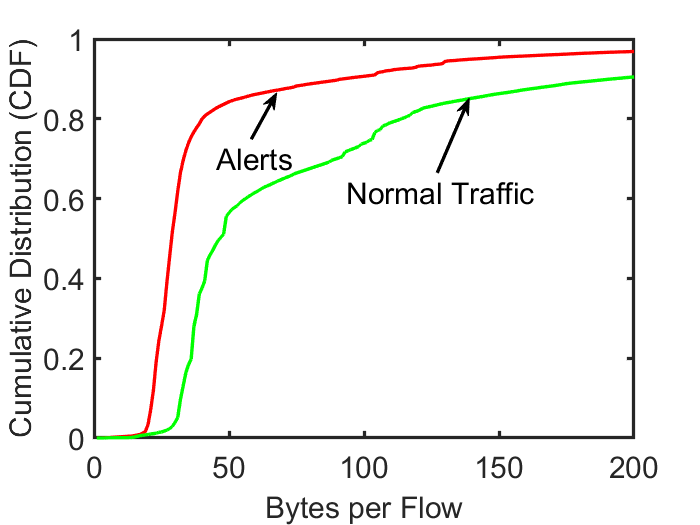 1
0.8
0.6
0.4
0.2
0
0 50 100 150 200
Cumulative Distribution (CDF)
Bytes per Flow
Alerts
Normal Traffic